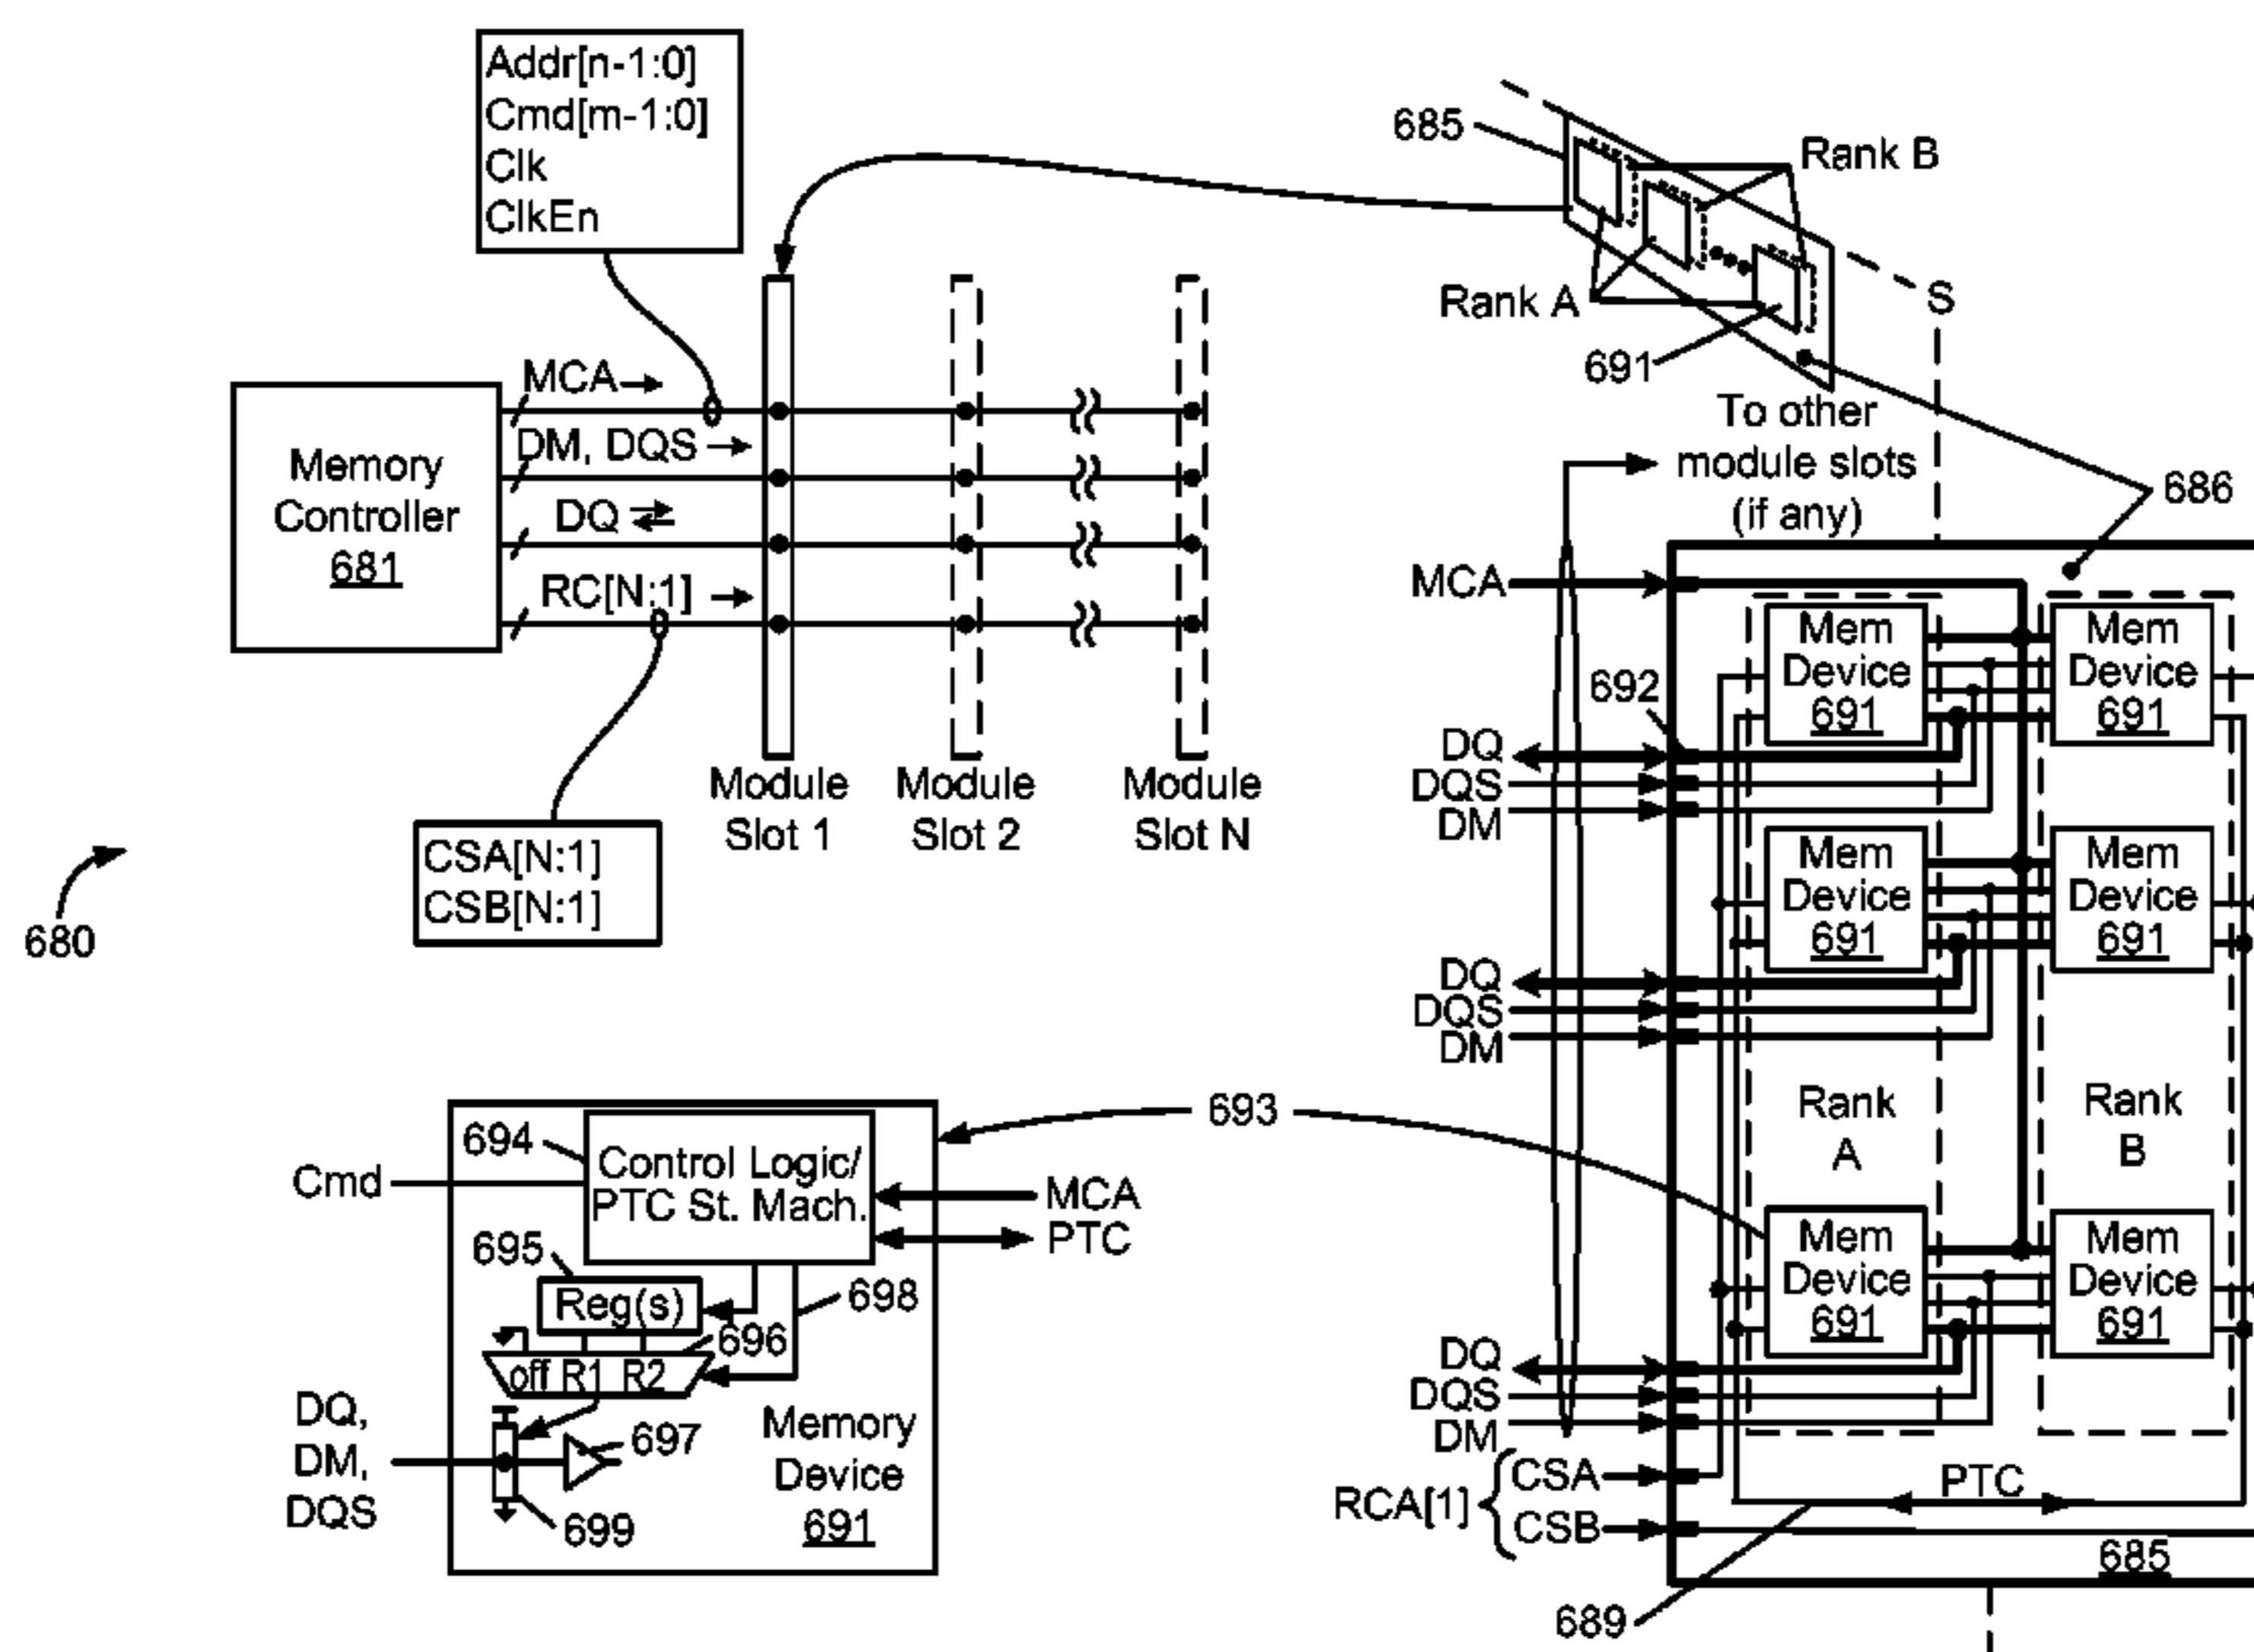 Addr[n-1:0]
Cmd[m-1:0]
Clk
ClkEn
MCA
DM, DQS
DQ
RC[N:1]
Memory
Controller
681
CSA[N:1]
CSB[N:1]
680
Module
Slot 1
Module
Slot 2
Module
Slot N
685
Rank B
Rank A
691
S
To other
module slots
(if any)
686
MCA
692
DQ
DQS
DM
DQ
DQS
DM
DQ
DQS
DM
RCA[1]
CSA
CSB
Mem
Device
691
Mem
Device
691
Mem
Device
691
Mem
Device
691
Rank
A
Rank
B
Mem
Device
691
Mem
Device
691
PTC
685
689
693
694
Control Logic/
PTC St. Mach.
Cmd
MCA
PTC
695
Reg(s)
698
696
off R1 R2
DQ,
DM,
DQS
697
699
Memory
Device
691